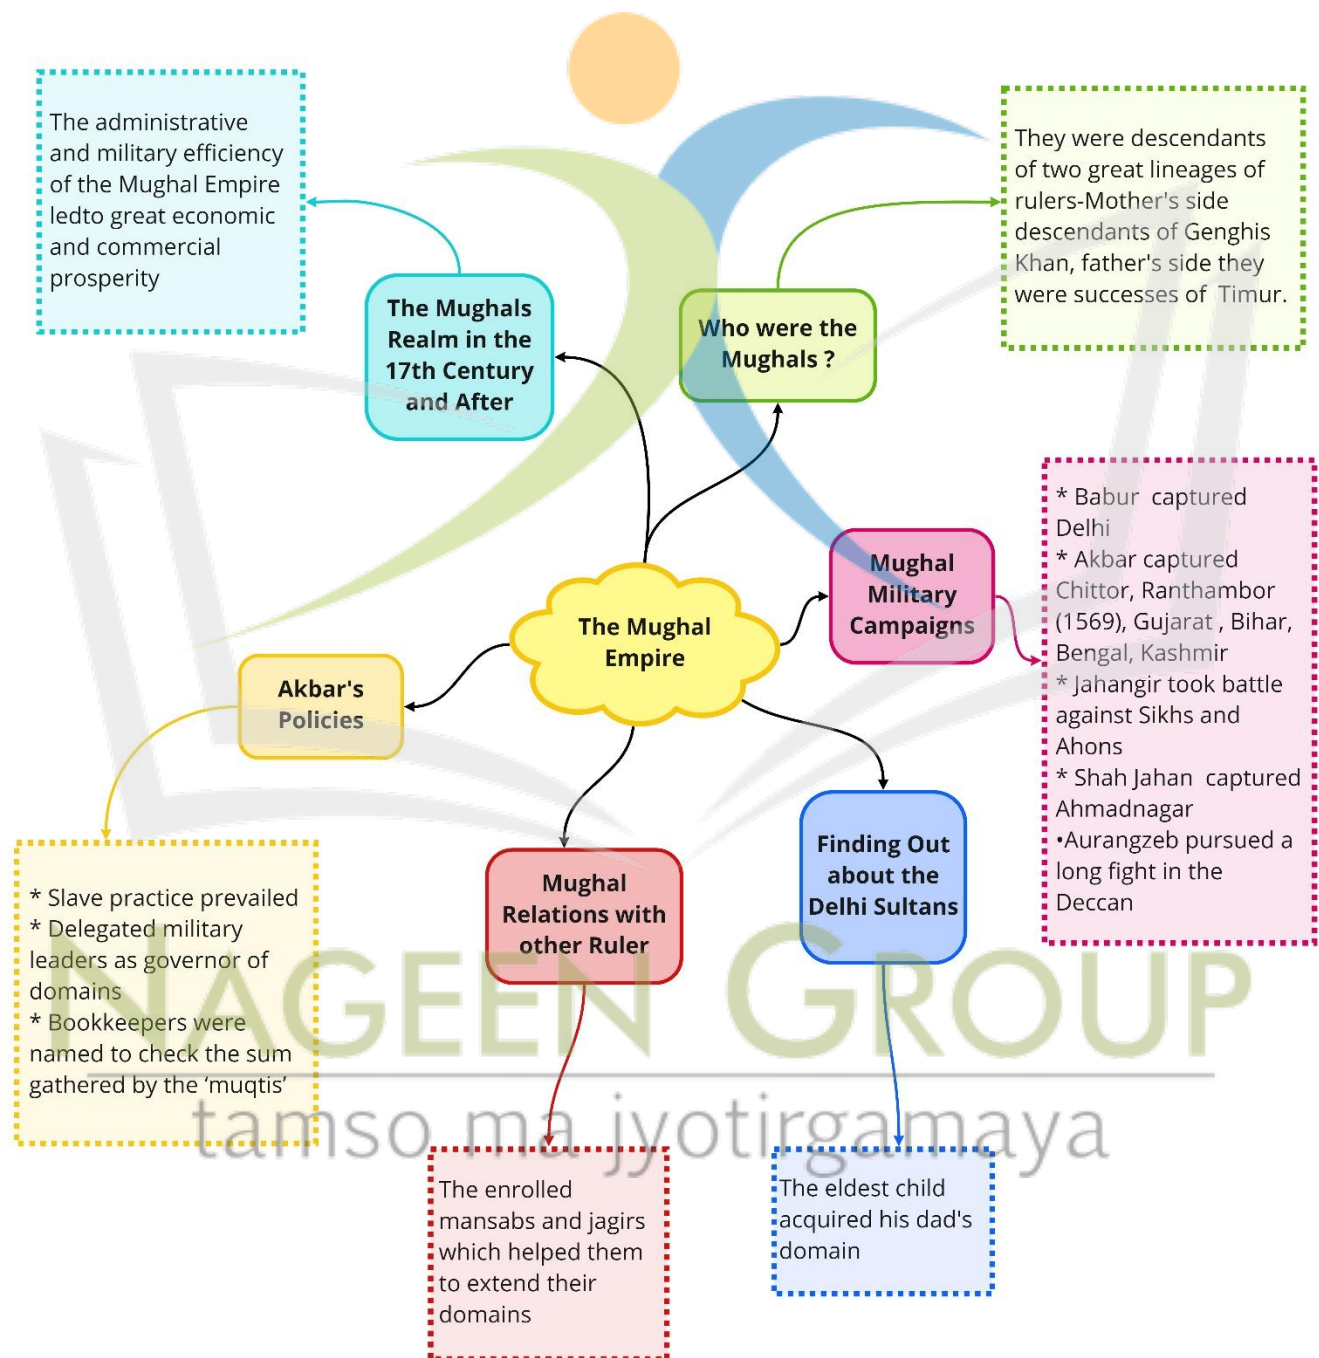 The administrative
and military efficiency
of the Mughal Empire
ledto great economic
and commercial
prosperity
The Mughals
Realm in the
17th Century
and After
Who were the
Mughals ?
They were descendants
of two great lineages of
rulers-Mother's side
descendants of Genghis
Khan, father's side they
were successes of Timur.
The Mughal
Empire
Mughal
Military
Campaigns
* Babur captured
Delhi
* Akbar captured
Chittor, Ranthambor
(1569), Gujarat , Bihar,
Bengal, Kashmir
* Jahangir took battle
against Sikhs and
Ahons
* Shah Jahan captured
Ahmadnagar
•Aurangzeb pursued a
long fight in the
Deccan
Akbar's
Policies
* Slave practice prevailed
* Delegated military
leaders as governor of
domains
* Bookkeepers were
named to check the sum
gathered by the ‘muqtis’
Mughal
Relations with
other Ruler
The enrolled
mansabs and jagirs
which helped them
to extend their
domains
Finding Out
about the
Delhi Sultans
The eldest child
acquired his dad's
domain
NAGEEN GROUP
tamso ma jyotirgamaya